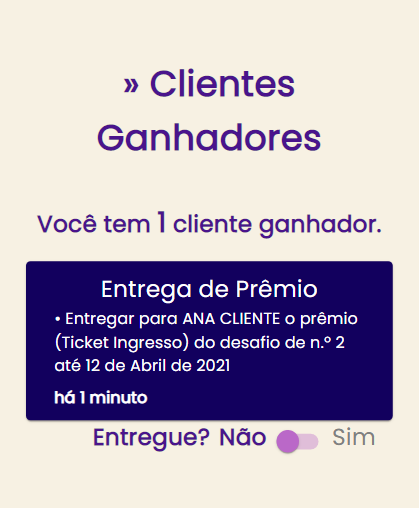 » Clientes
Ganhadores
Você tem 1 cliente ganhador.
Entrega de Prêmio
• Entregar para ANA CLIENTE o prêmio
(Ticket Ingresso) do desafio de n.º 2
até 12 de Abril de 2021
há 1 minuto
Entregue? Não Sim